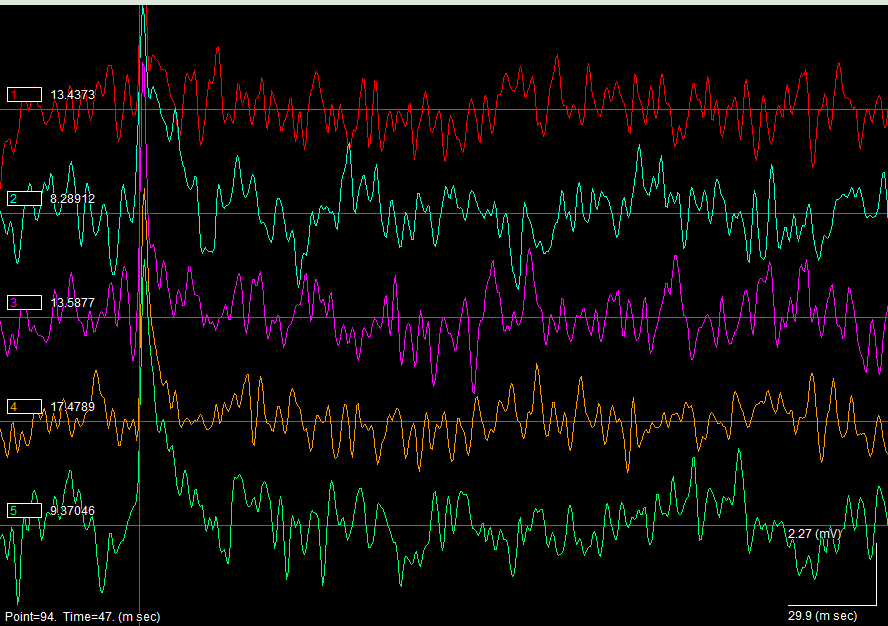 1 13.4373
2 8.28912
3 13.5877
4 17.4789
5 9.37046
2.27 (mV)
Point=94. Time=47. (m sec)
29.9 (m sec)